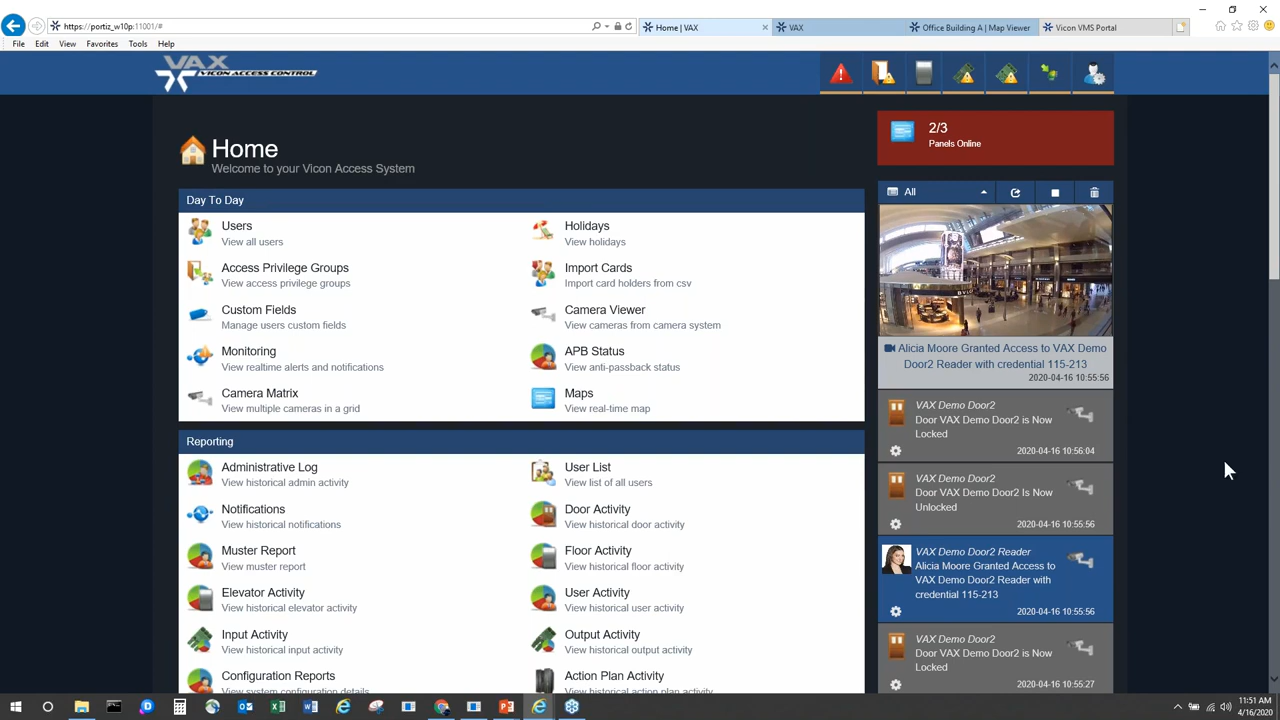 https://portiz_w10p:11001/#
Home | VAX
VAX
Office Building A | Map Viewer
Vicon VMS Portal
File Edit View Favorites Tools Help
VAX
VICON ACCESS CONTROL
Home
Welcome to your Vicon Access System
2/3
Panels Online
All
Day To Day
Users
View all users
Holidays
View holidays
Access Privilege Groups
View access privilege groups
Import Cards
Import card holders from csv
Custom Fields
Manage users custom fields
Camera Viewer
View cameras from camera system
Monitoring
View realtime alerts and notifications
APB Status
View anti-passback status
Camera Matrix
View multiple cameras in a grid
Maps
View real-time map
Reporting
Administrative Log
View historical admin activity
User List
View list of all users
Notifications
View historical notifications
Door Activity
View historical door activity
Muster Report
View muster report
Floor Activity
View historical floor activity
Elevator Activity
View historical elevator activity
User Activity
View historical user activity
Input Activity
View historical input activity
Output Activity
View historical output activity
Configuration Reports
View system configuration details
Action Plan Activity
View historical action plan activity
Alicia Moore Granted Access to VAX Demo
Door2 Reader with credential 115-213
2020-04-16 10:55:56
VAX Demo Door2
Door VAX Demo Door2 is Now
Locked
2020-04-16 10:56:04
VAX Demo Door2
Door VAX Demo Door2 Is Now
Unlocked
2020-04-16 10:55:56
VAX Demo Door2 Reader
Alicia Moore Granted Access to
VAX Demo Door2 Reader with
credential 115-213
2020-04-16 10:55:56
VAX Demo Door2
Door VAX Demo Door2 is Now
Locked
2020-04-16 10:55:27
11:51 AM
4/16/2020